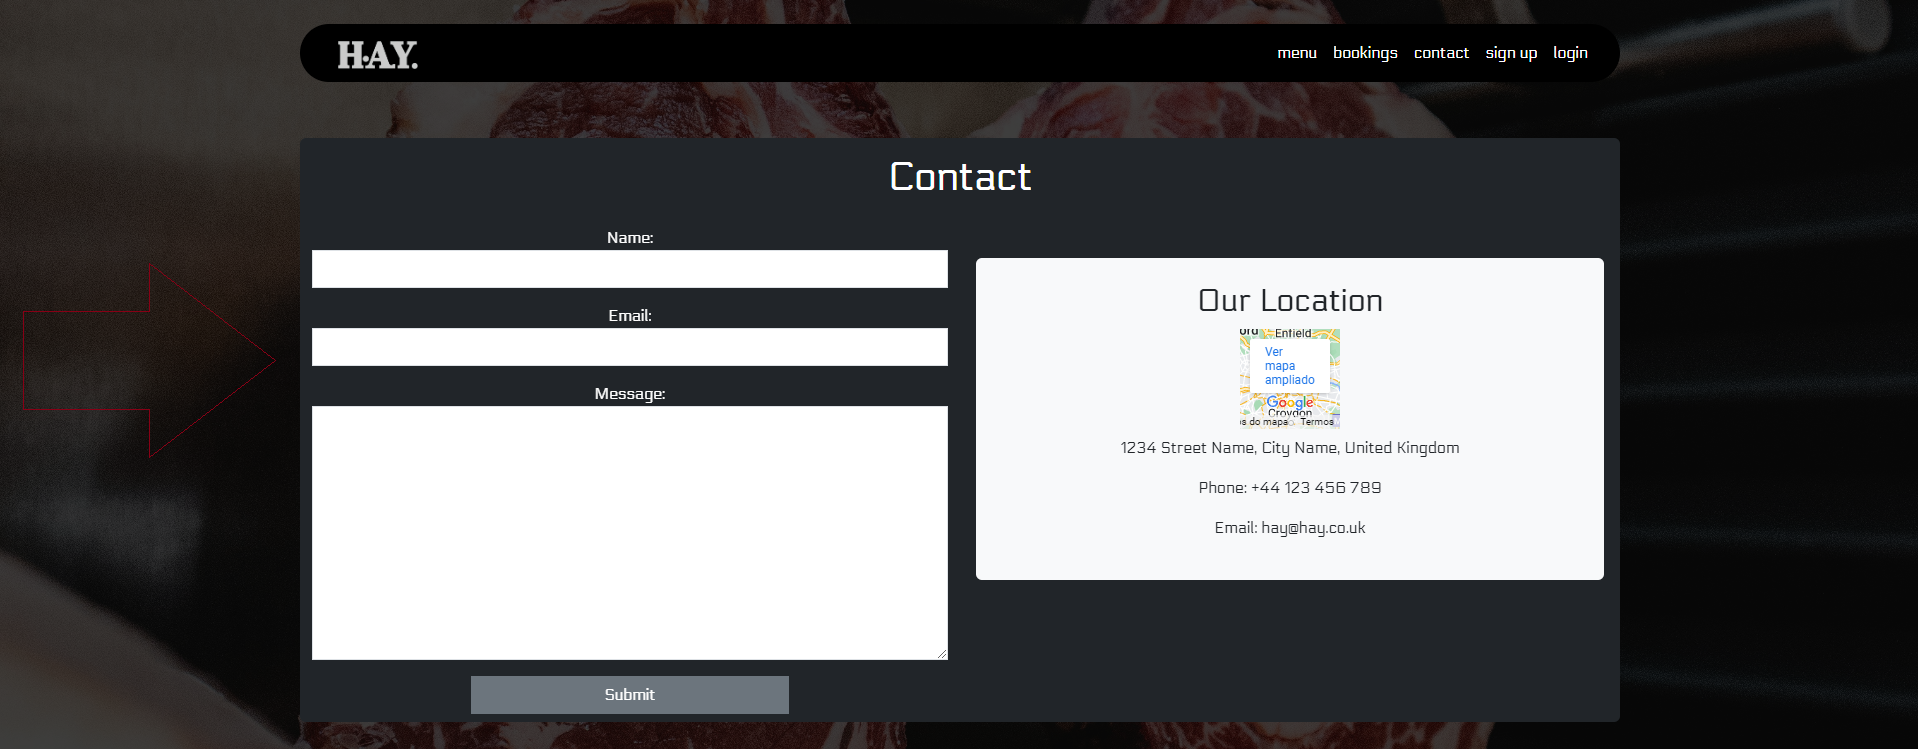 H.A.Y.
menu bookings contact sign up login
Contact
Name:
Email:
Message:
Submit
Our Location
Enfield
Ver
mapa
ampliado
Google
Croydon
s do mapa Termos
1234 Street Name, City Name, United Kingdom
Phone: +44 123 456 789
Email: hay@hay.co.uk